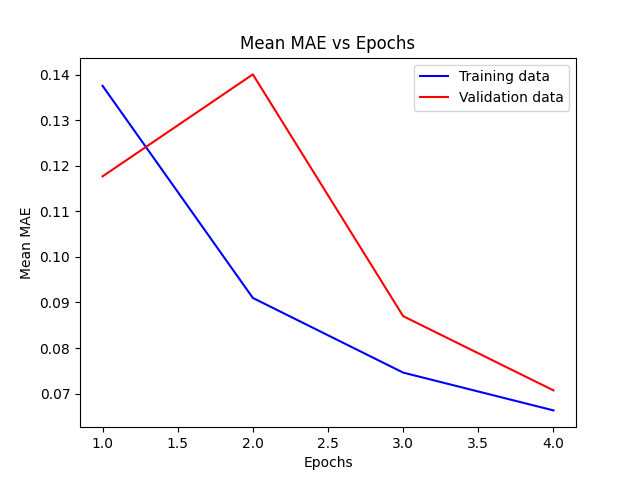 Mean MAE vs Epochs
Training data
Validation data
0.14
0.13
0.12
0.11
0.10
0.09
0.08
0.07
Mean MAE
1.0 1.5 2.0 2.5 3.0 3.5 4.0
Epochs